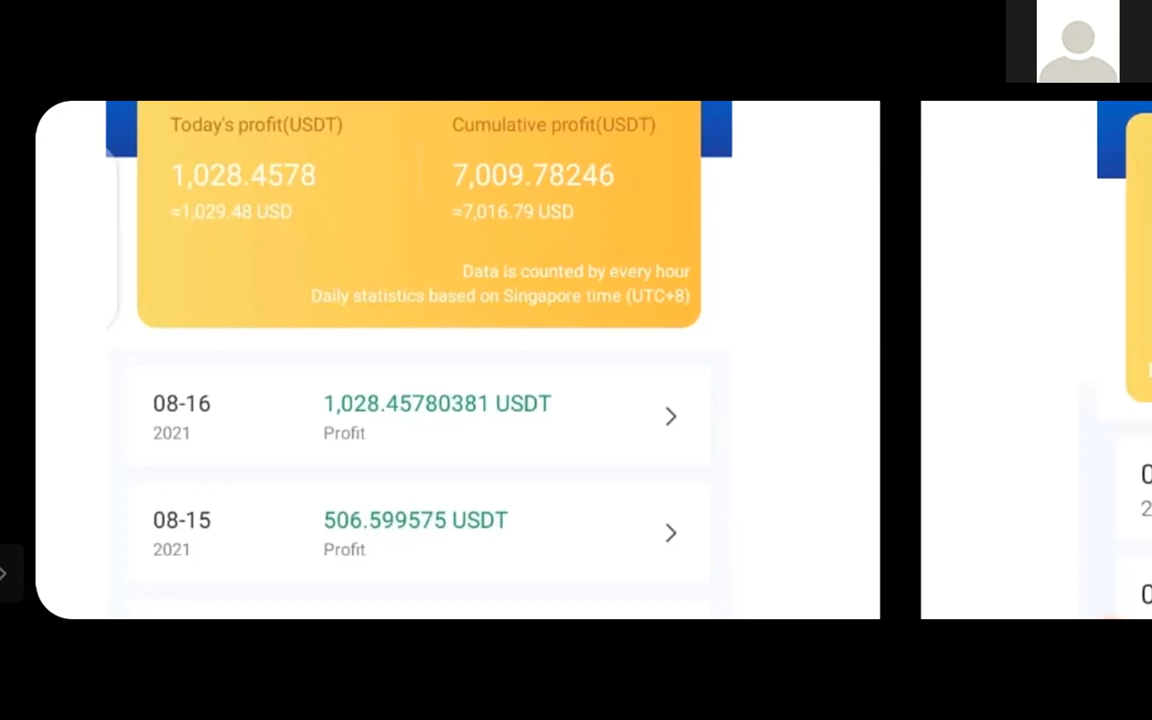 Today's profit(USDT)
Cumulative profit(USDT)
1,028.4578
7,009.78246
≈1,029.48 USD
≈7,016.79 USD
Data is counted by every hour
Daily statistics based on Singapore time (UTC+8)
08-16
1,028.45780381 USDT
2021
Profit
08-15
506.599575 USDT
2021
Profit